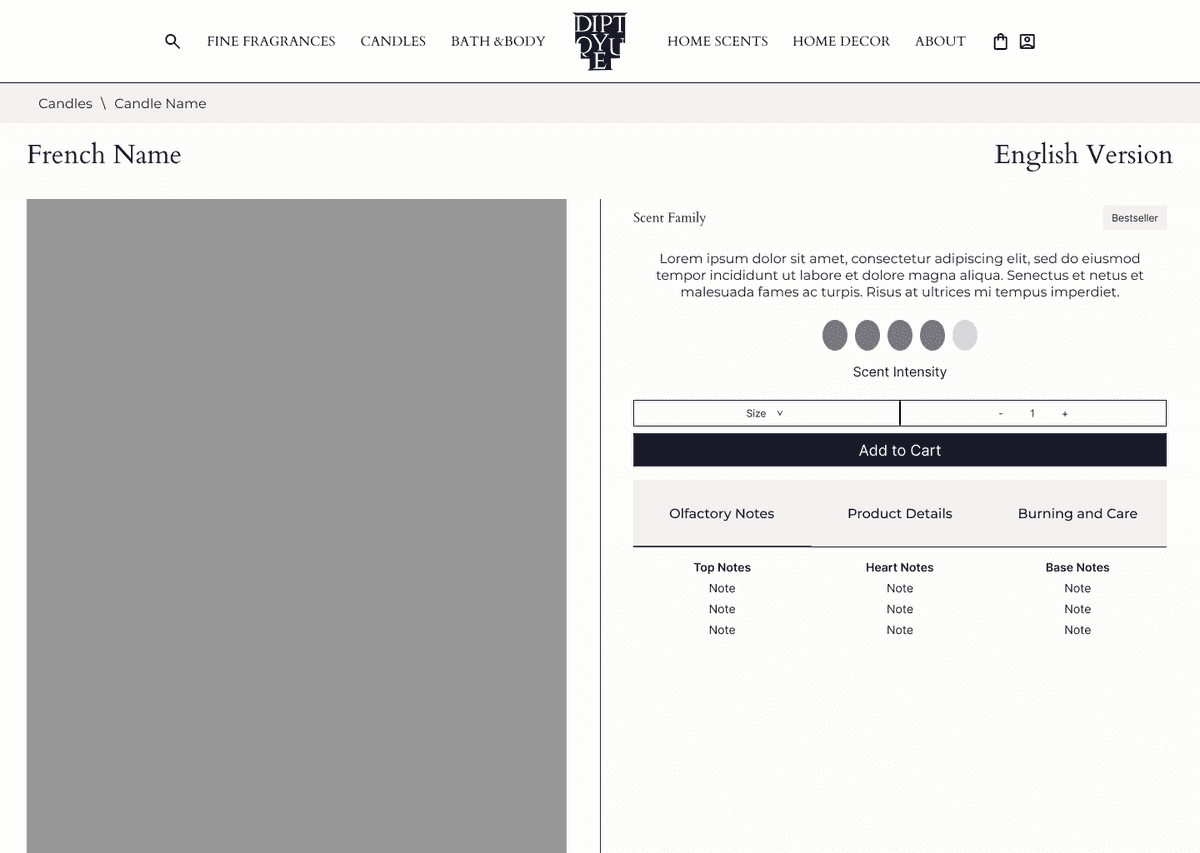 FINE FRAGRANCES CANDLES BATH &BODY DIPTYQUE HOME SCENTS HOME DECOR ABOUT
Candles \ Candle Name
French Name English Version
Scent Family Bestseller
Lorem ipsum dolor sit amet, consectetur adipiscing elit, sed do eiusmod
tempor incididunt ut labore et dolore magna aliqua. Senectus et netus et
malesuada fames ac turpis. Risus at ultrices mi tempus imperdiet.
Scent Intensity
Size v - 1 +
Add to Cart
Olfactory Notes Product Details Burning and Care
Top Notes Heart Notes Base Notes
Note Note Note
Note Note Note
Note Note Note